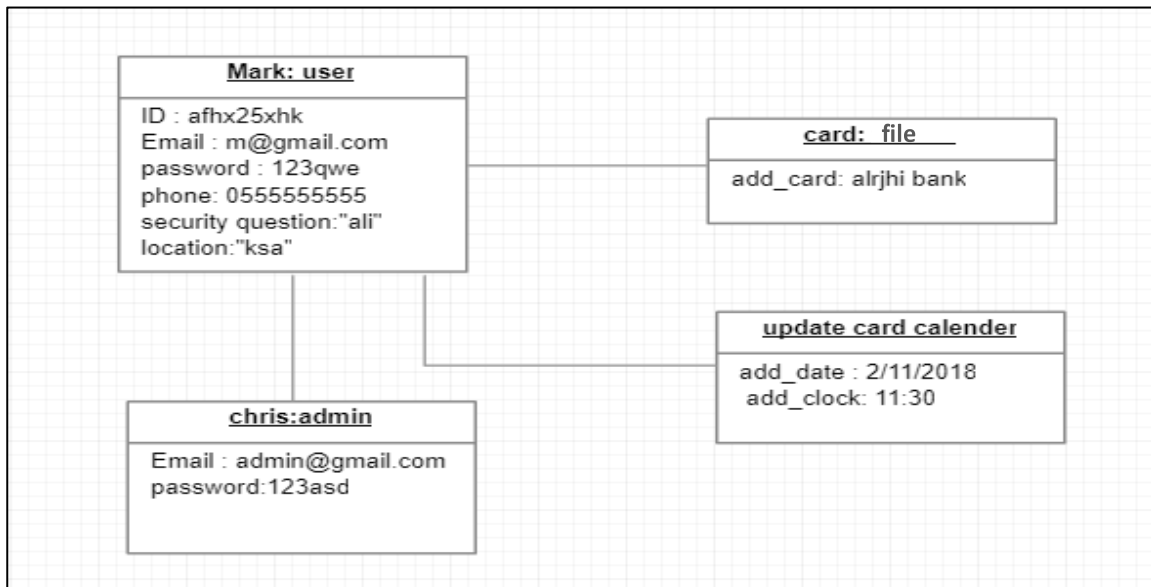 Mark: user
ID : afhx25xhk
Email : m@gmail.com
password : 123qwe
phone: 0555555555
security question:"ali"
location:"ksa"
card: file
add_card: alrjhi bank
update card calender
add_date : 2/11/2018
add_clock: 11:30
chris:admin
Email : admin@gmail.com
password:123asd